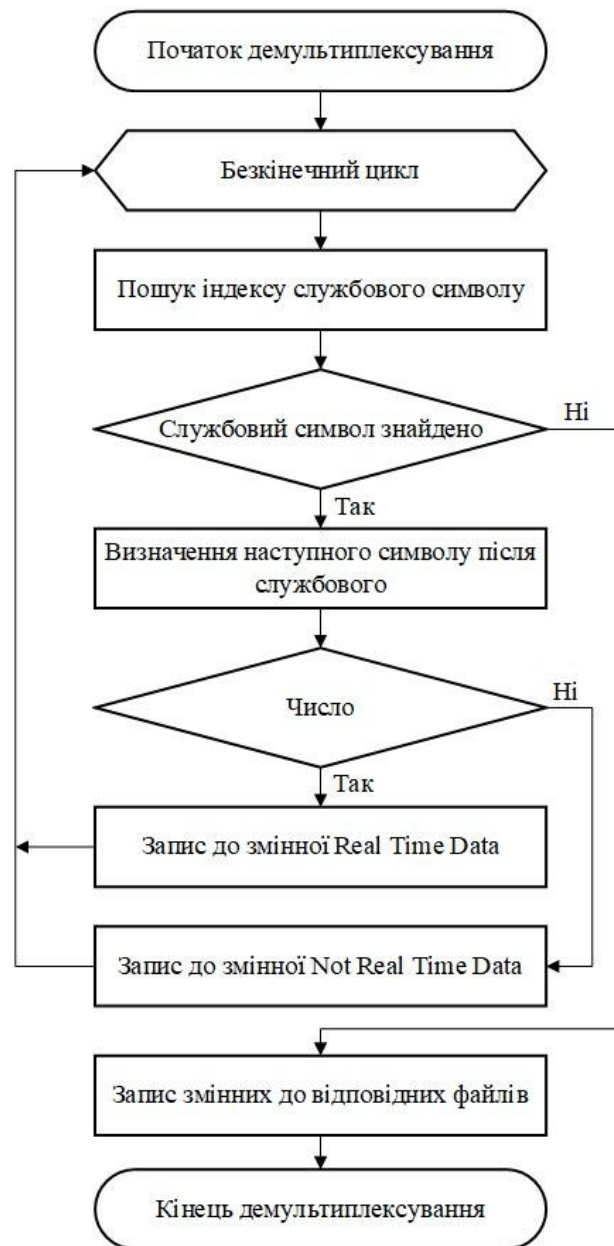 Початок демультиплексування
Безкінечний цикл
Пошук індексу службового символу
Службовий символ знайдено
Ні
Так
Визначення наступного символу після
службового
Число
Ні
Так
Запис до змінної Real Time Data
Запис до змінної Not Real Time Data
Запис змінних до відповідних файлів
Кінець демультиплексування